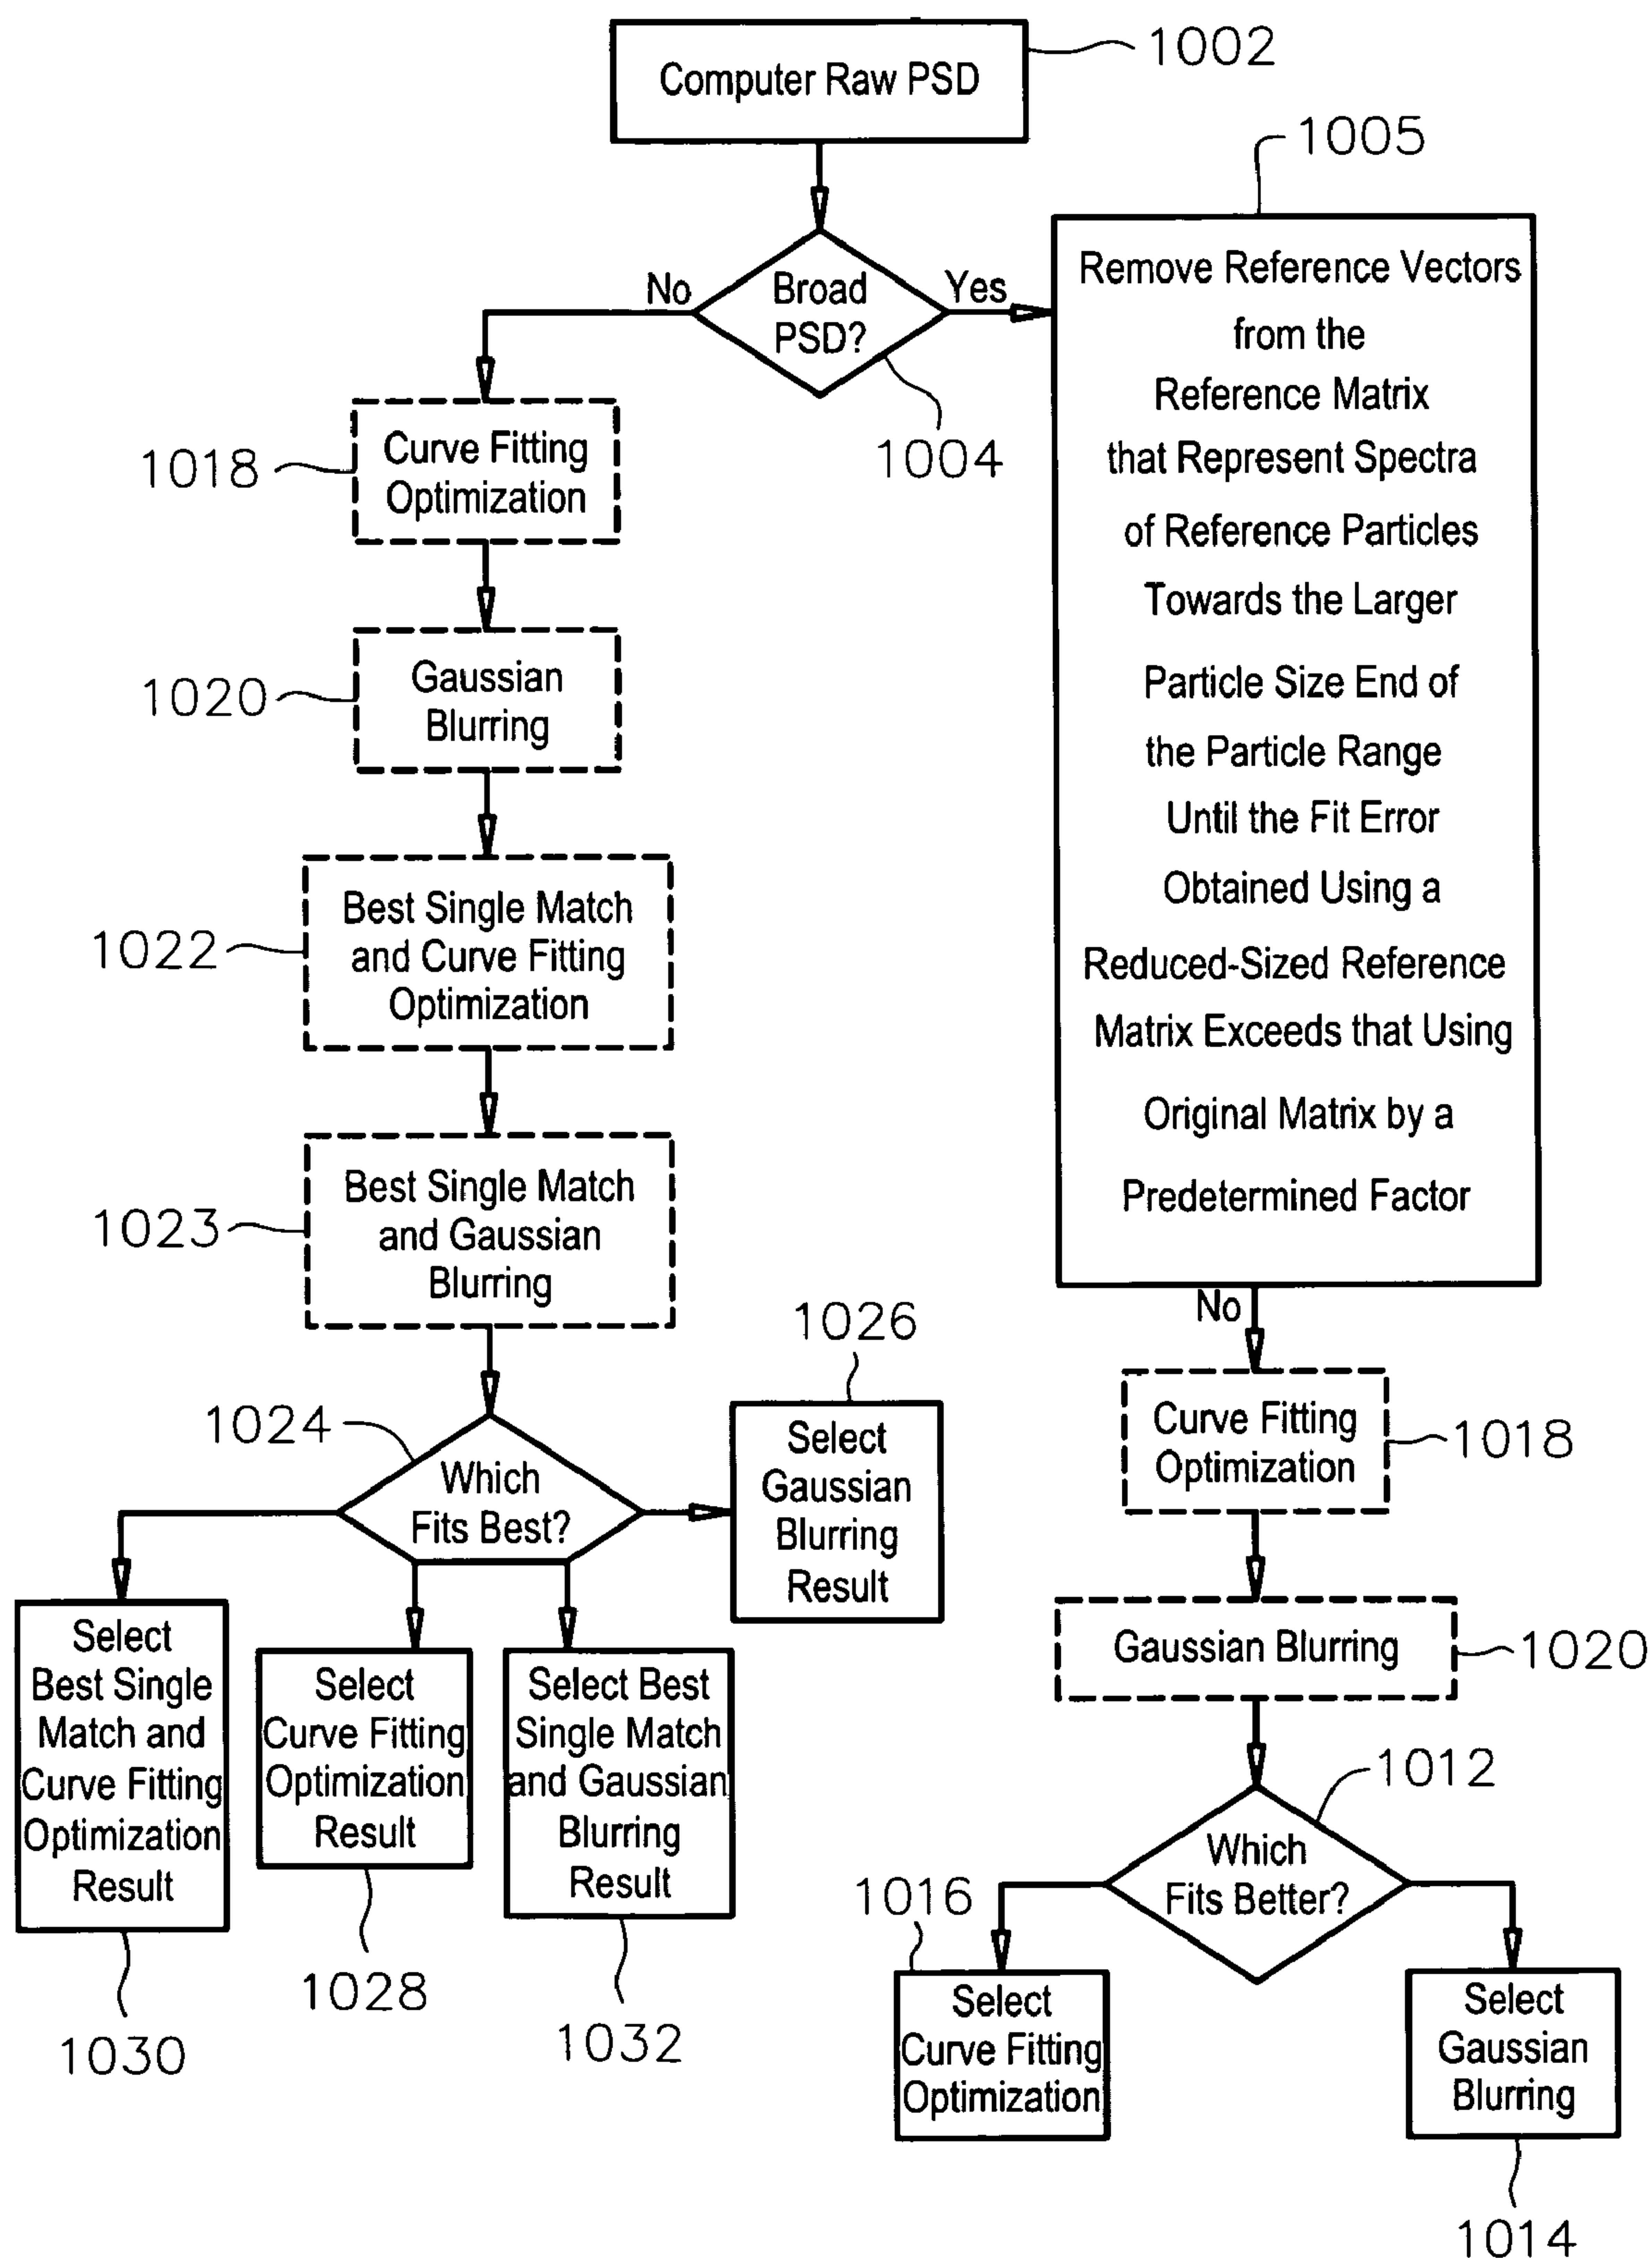 1002
Computer Raw PSD
1005
No
Broad
PSD?
Yes
1004
Remove Reference Vectors
from the
Reference Matrix
that Represent Spectra
of Reference Particles
Towards the Larger
Particle Size End of
the Particle Range
Until the Fit Error
Obtained Using a
Reduced-Sized Reference
Matrix Exceeds that Using
Original Matrix by a
Predetermined Factor
1018
Curve Fitting
Optimization
1020
Gaussian
Blurring
1022
Best Single Match
and Curve Fitting
Optimization
1023
Best Single Match
and Gaussian
Blurring
1024
Which
Fits Best?
1026
Select
Gaussian
Blurring
Result
Select
Best Single
Match and
Curve Fitting
Optimization
Result
1030
Select
Curve Fitting
Optimization
Result
1028
Select Best
Single Match
and Gaussian
Blurring
Result
1032
No
Curve Fitting
Optimization
1018
Gaussian Blurring
1020
1012
Which
Fits Better?
1016
Select
Curve Fitting
Optimization
Select
Gaussian
Blurring
1014